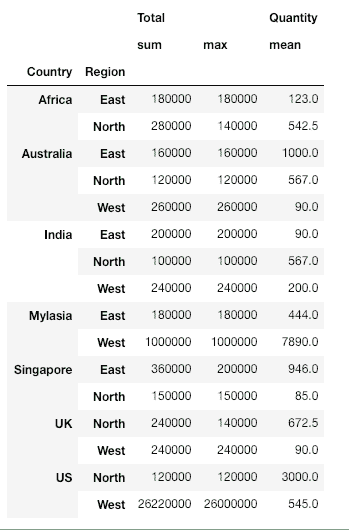 Total Quantity
sum max mean
Country Region
Africa East 180000 180000 123.0
North 280000 140000 542.5
Australia East 160000 160000 1000.0
North 120000 120000 567.0
West 260000 260000 90.0
India East 200000 200000 90.0
North 100000 100000 567.0
West 240000 240000 200.0
Mylasia East 180000 180000 444.0
West 1000000 1000000 7890.0
Singapore East 360000 200000 946.0
North 150000 150000 85.0
UK North 240000 140000 672.5
West 240000 240000 90.0
US North 120000 120000 3000.0
West 26220000 26000000 545.0